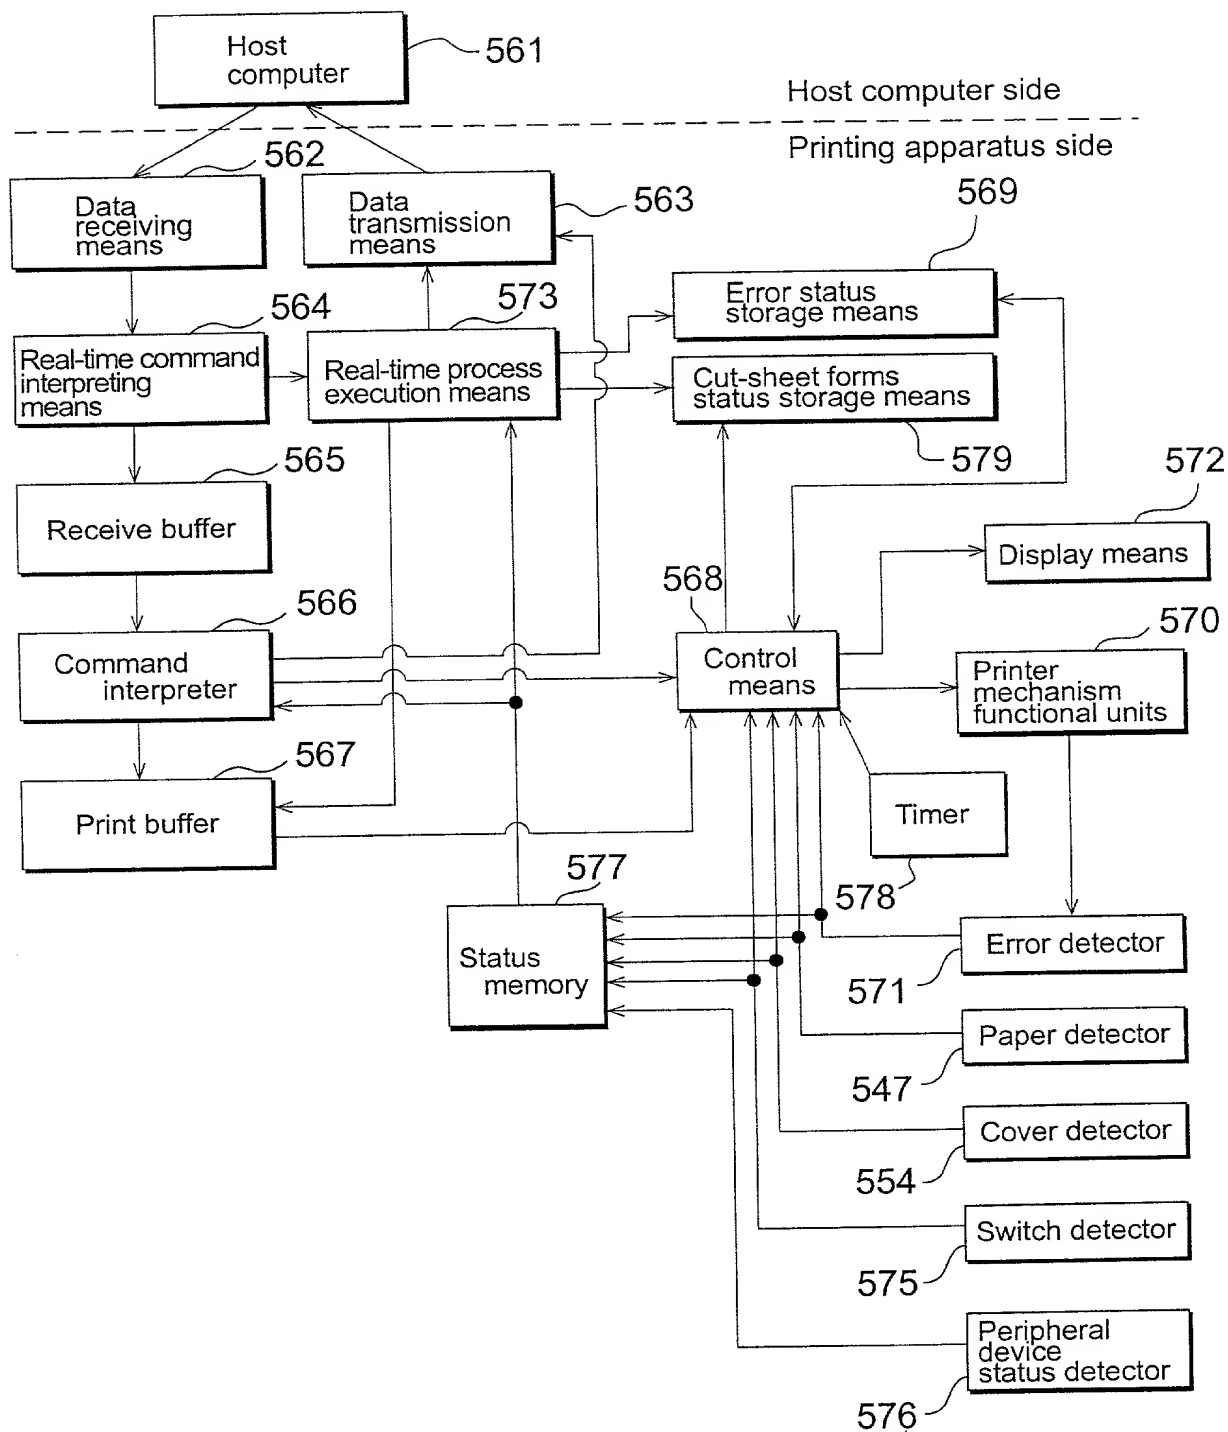 Host
computer
561
Host computer side
Printing apparatus side
562
Data
receiving
means
Data
transmission
means
563
569
564
573
Error status
storage means
Real-time command
interpreting
means
Real-time process
execution means
Cut-sheet forms
status storage means
579
565
572
Receive buffer
Display means
568
566
570
Command
interpreter
Control
means
Printer
mechanism
functional units
567
Print buffer
Timer
577
578
Status
memory
Error detector
571
Paper detector
547
Cover detector
554
Switch detector
575
Peripheral
device
status detector
576